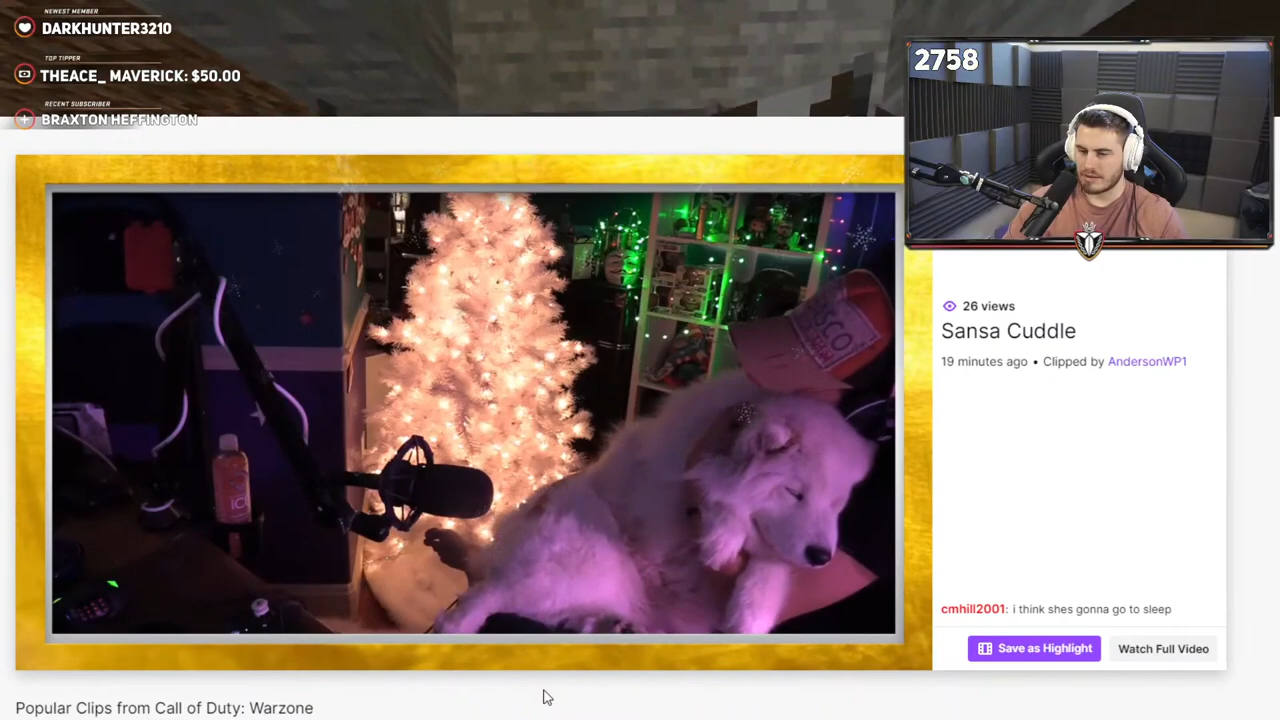 NEWEST MEMBER
DARKHUNTER3210
TOP TIPPER
THEACE_ MAVERICK: $50.00
RECENT SUBSCRIBER
BRAXTON HEFFINGTON
2758
26 views
Sansa Cuddle
19 minutes ago • Clipped by AndersonWP1
cmhill2001: i think shes gonna go to sleep
Save as Highlight
Watch Full Video
Popular Clips from Call of Duty: Warzone